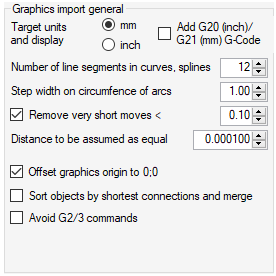 Graphics import general
Target units and display
mm
inch
Add G20 (inch)/ G21 (mm) G-Code
Number of line segments in curves, splines 12
Step width on circumfence of arcs 1.00
Remove very short moves < 0.10
Distance to be assumed as equal 0.000100
Offset graphics origin to 0;0
Sort objects by shortest connections and merge
Avoid G2/3 commands